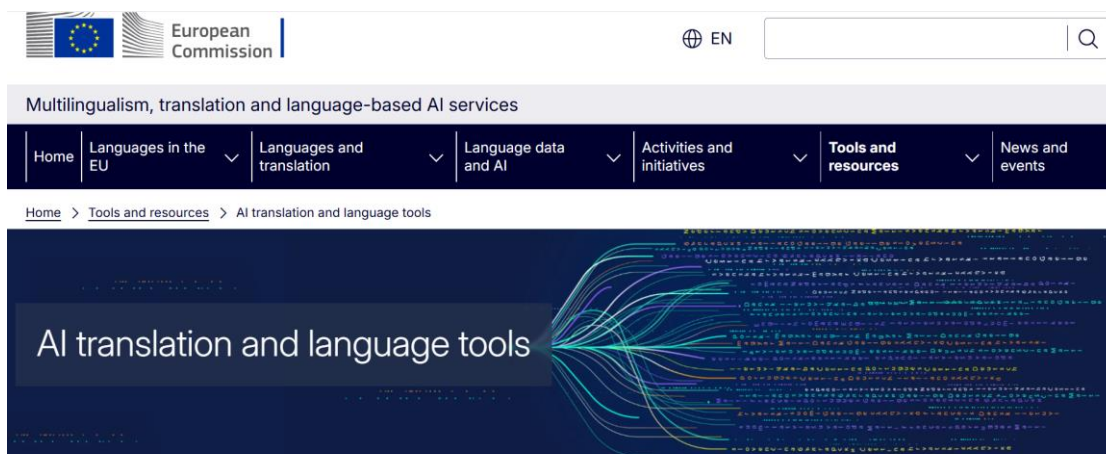 European
Commission
EN
Multilingualism, translation and language-based AI services
Home
Languages in the
EU
Languages and
translation
Language data
and AI
Activities and
initiatives
Tools and
resources
News and
events
Home > Tools and resources > AI translation and language tools
AI translation and language tools